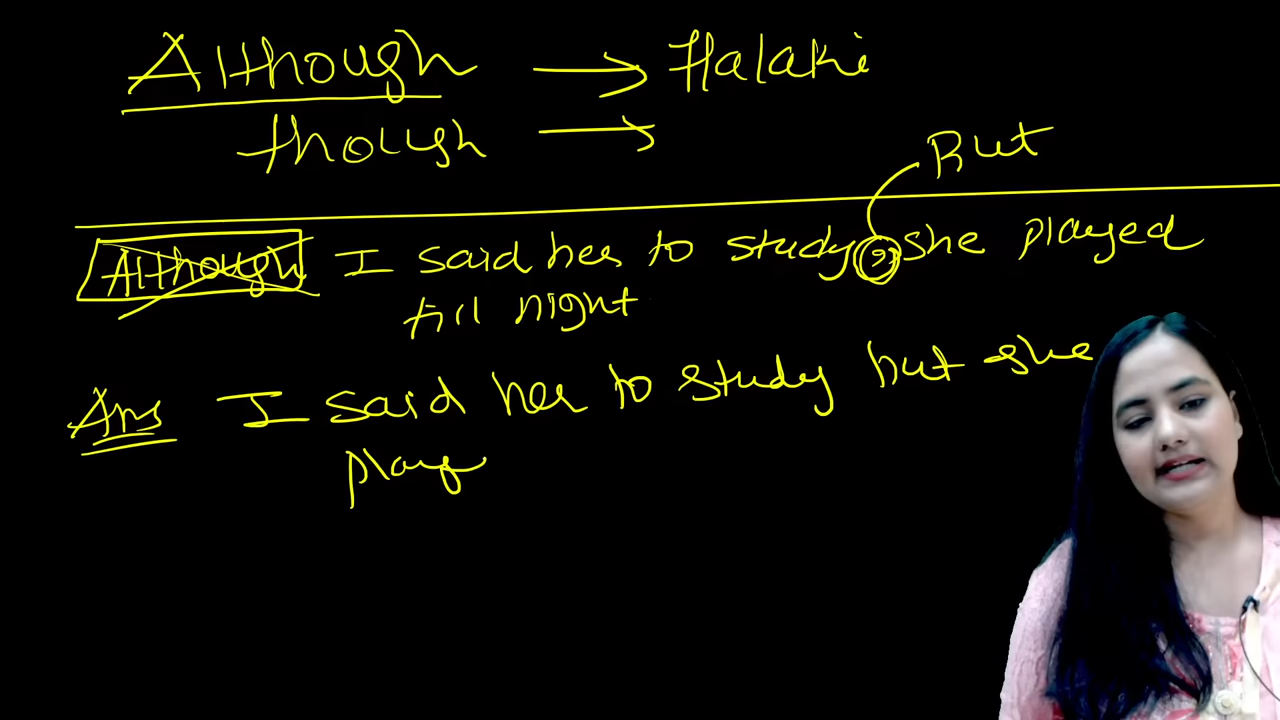 Although → Halaki
though →
But
Although I said her to study, she played
till night
Ans I said her to study but she
play